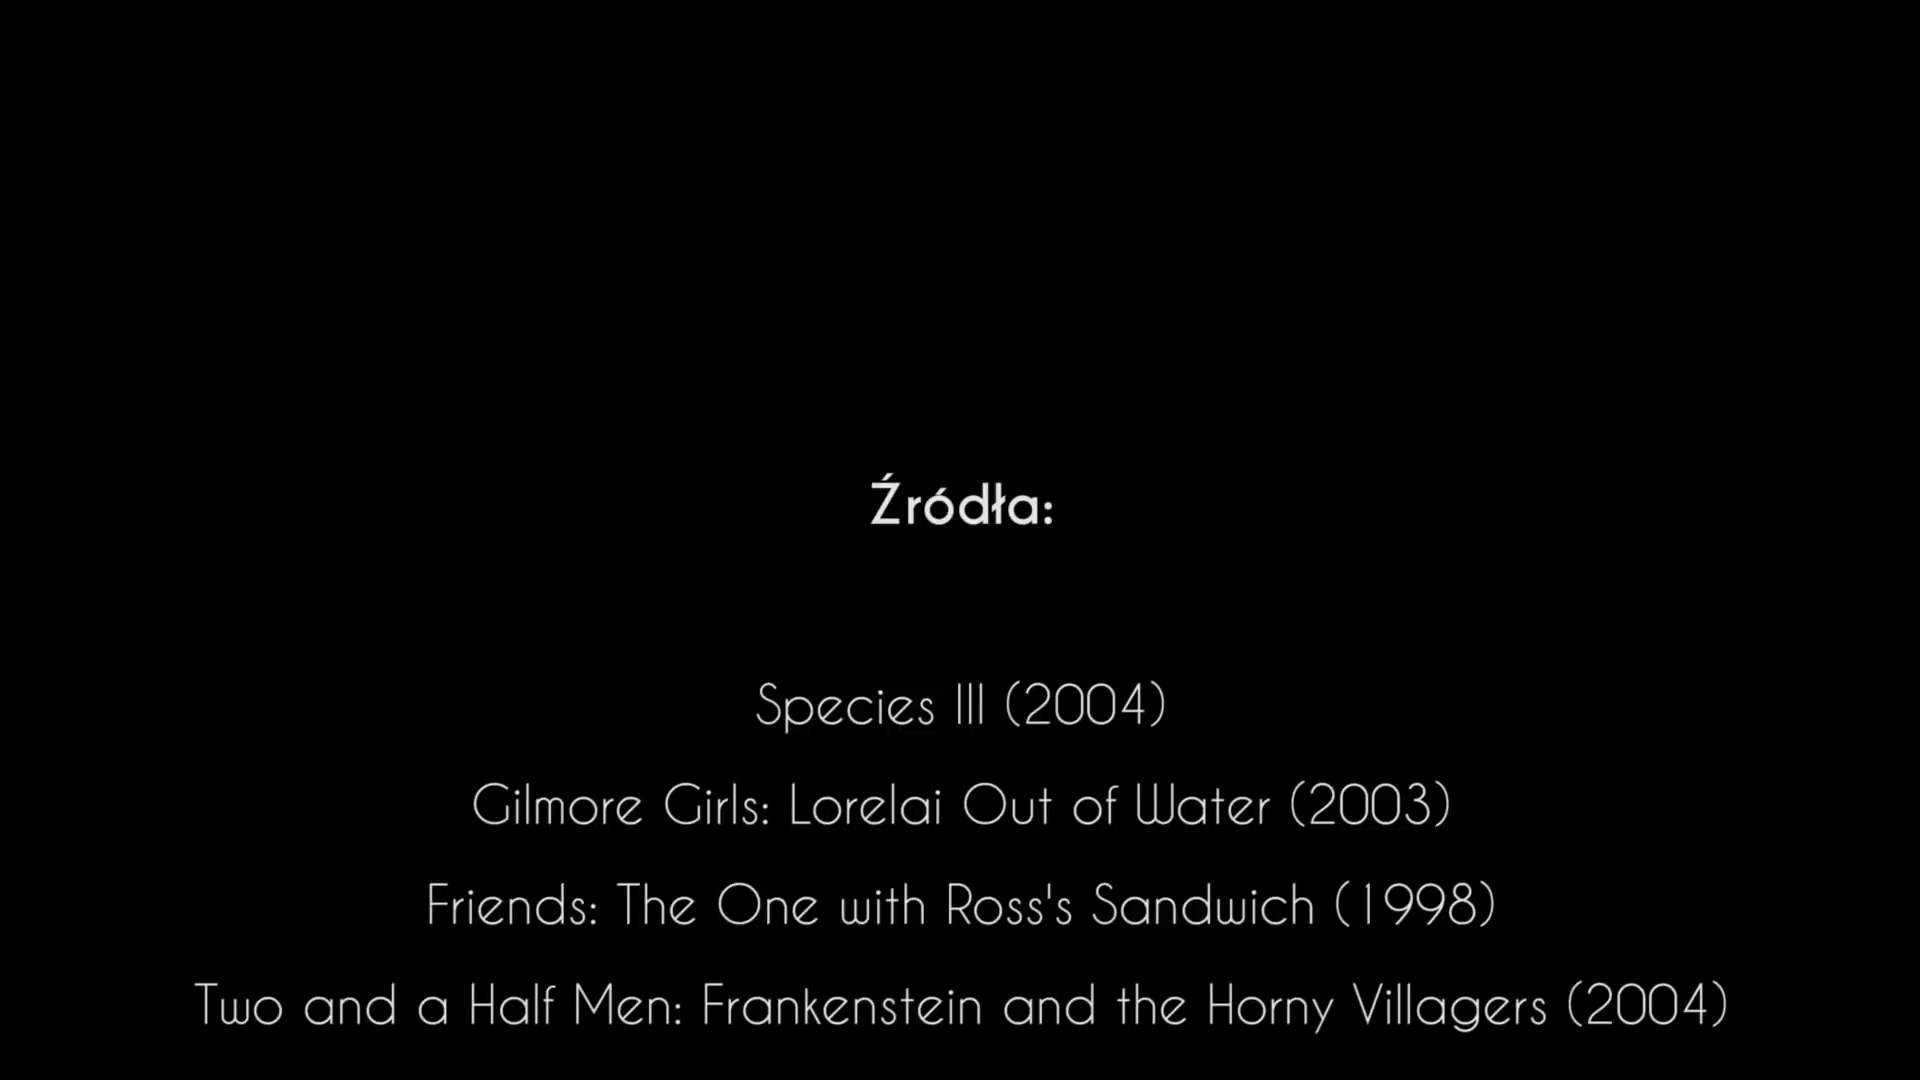 Źródła:
Species III (2004)
Gilmore Girls: Lorelai Out of Water (2003)
Friends: The One with Ross's Sandwich (1998)
Two and a Half Men: Frankenstein and the Horny Villagers (2004)